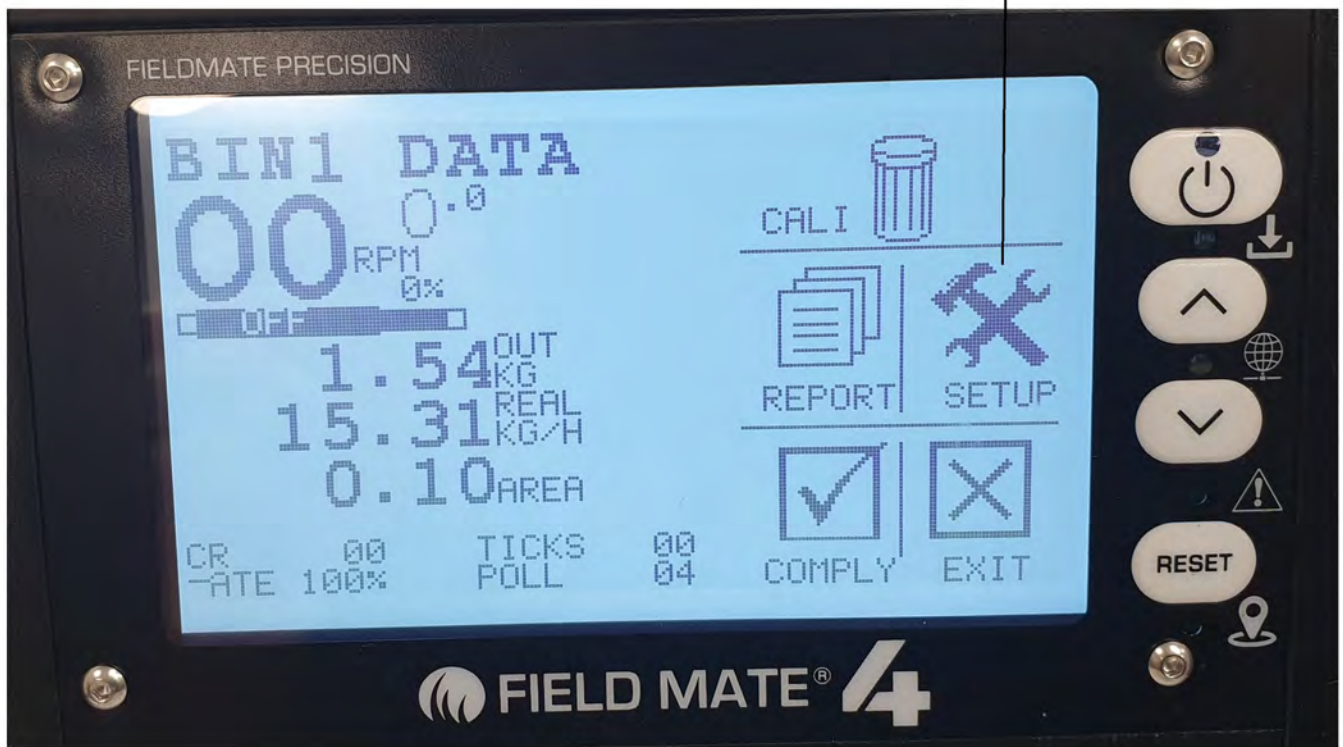 FIELDMATE PRECISION
BIN1 DATA
00 RPM 0.0
0%
OFF
1.54 OUT KG
15.31 REAL KG/H
0.10 AREA
CR 00
-ATE 100%
TICKS 00
POLL 04
CALI
REPORT
SETUP
COMPLY
EXIT
RESET
FIELD MATE® 4